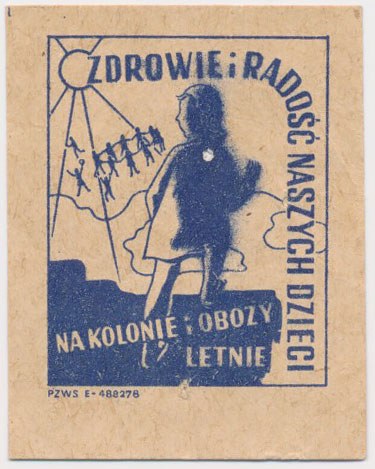 ZDROWIE i RADOŚĆ NASZYCH DZIECI
NA KOLONIE i OBOZY
LETNIE
PZWS E-488278